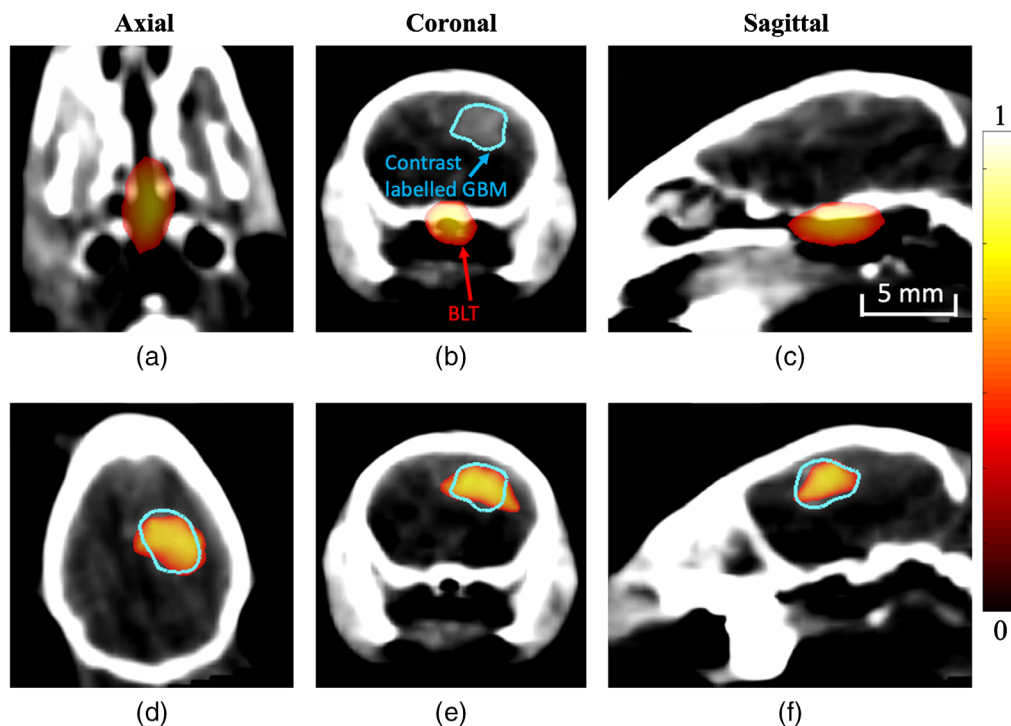 Axial
Coronal
Sagittal
1
Contrast
labelled GBM
BLT
5 mm
(a)
(b)
(c)
0
(d)
(e)
(f)